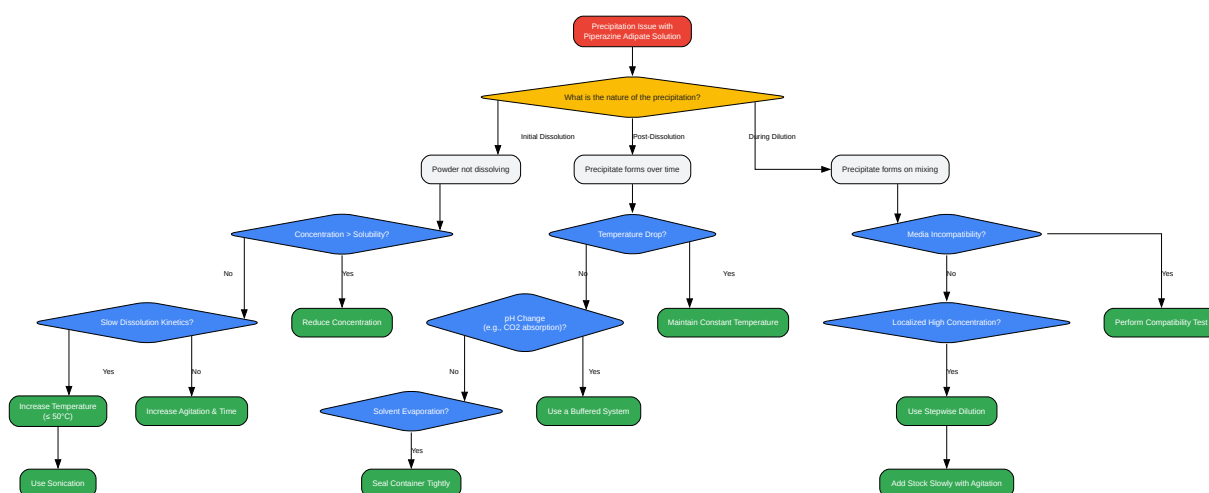 Precipitation Issue with
Piperazine Adipate Solution
What is the nature of the precipitation?
Initial Dissolution
Post-Dissolution
During Dilution
Powder not dissolving
Precipitate forms over time
Precipitate forms on mixing
Concentration > Solubility?
Temperature Drop?
Media Incompatibility?
No
Yes
No
Yes
No
Yes
Slow Dissolution Kinetics?
Reduce Concentration
pH Change
(e.g., CO2 absorption)?
Maintain Constant Temperature
Localized High Concentration?
Perform Compatibility Test
Yes
No
No
Yes
Yes
Increase Temperature
(≤ 50°C)
Increase Agitation & Time
Solvent Evaporation?
Use a Buffered System
Use Stepwise Dilution
Yes
Use Sonication
Seal Container Tightly
Add Stock Slowly with Agitation